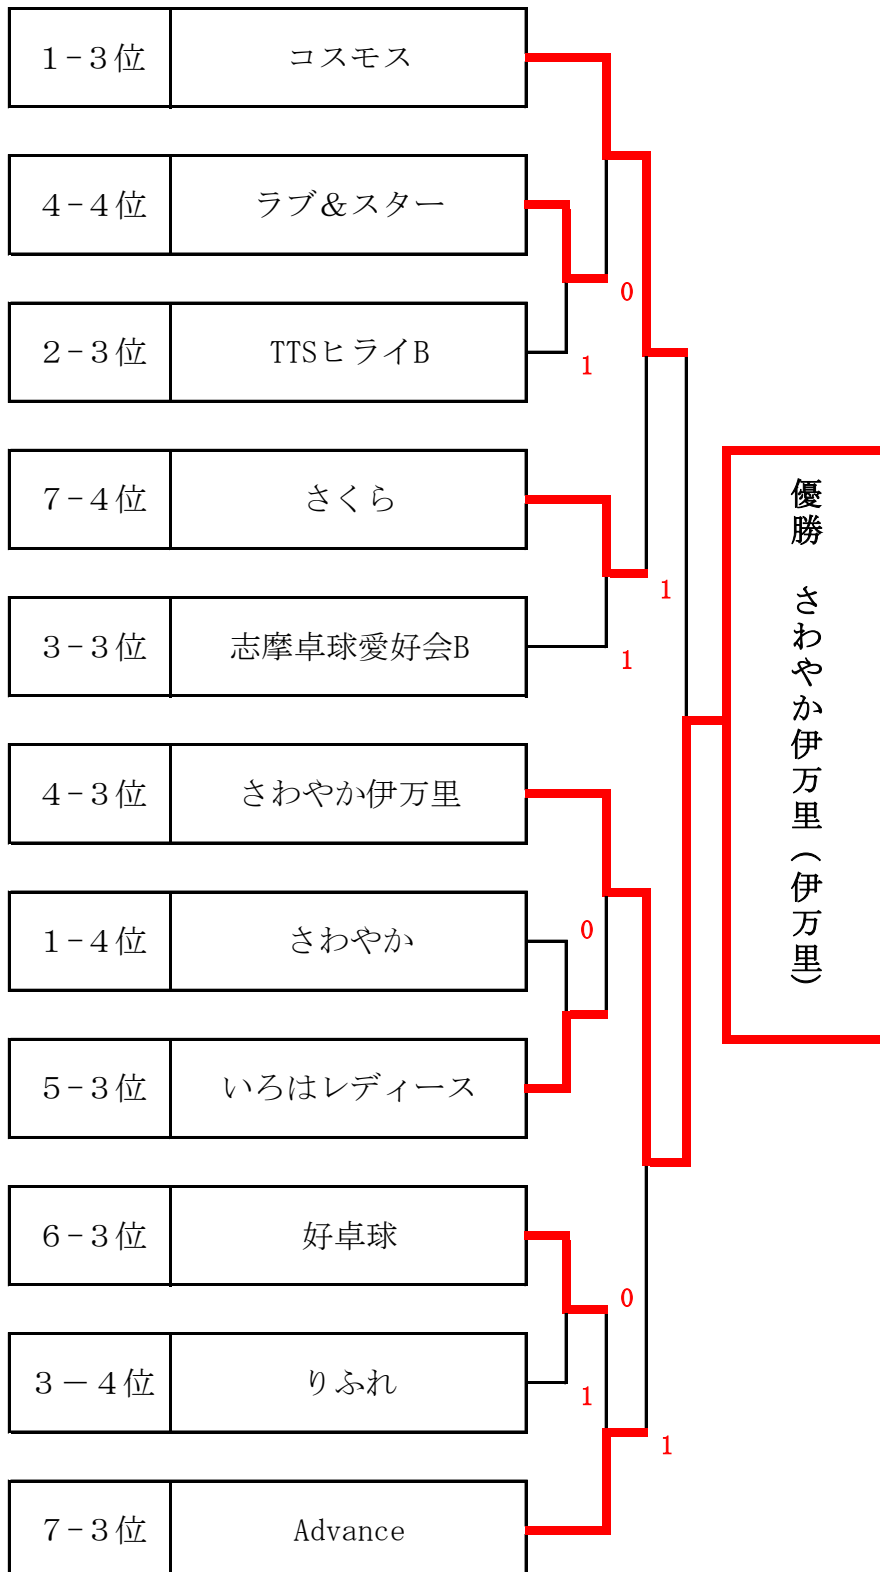 １−３位 コスモス
４−４位 ラブ＆スター
0
２−３位 TTSヒライB
1
７−４位 さくら
1
３−３位 志摩卓球愛好会B
1
優勝　さわやか伊万里（伊万里）
４−３位 さわやか伊万里
0
１−４位 さわやか
５−３位 いろはレディース
６−３位 好卓球
0
３－４位 りふれ
1
1
７−３位 Advance